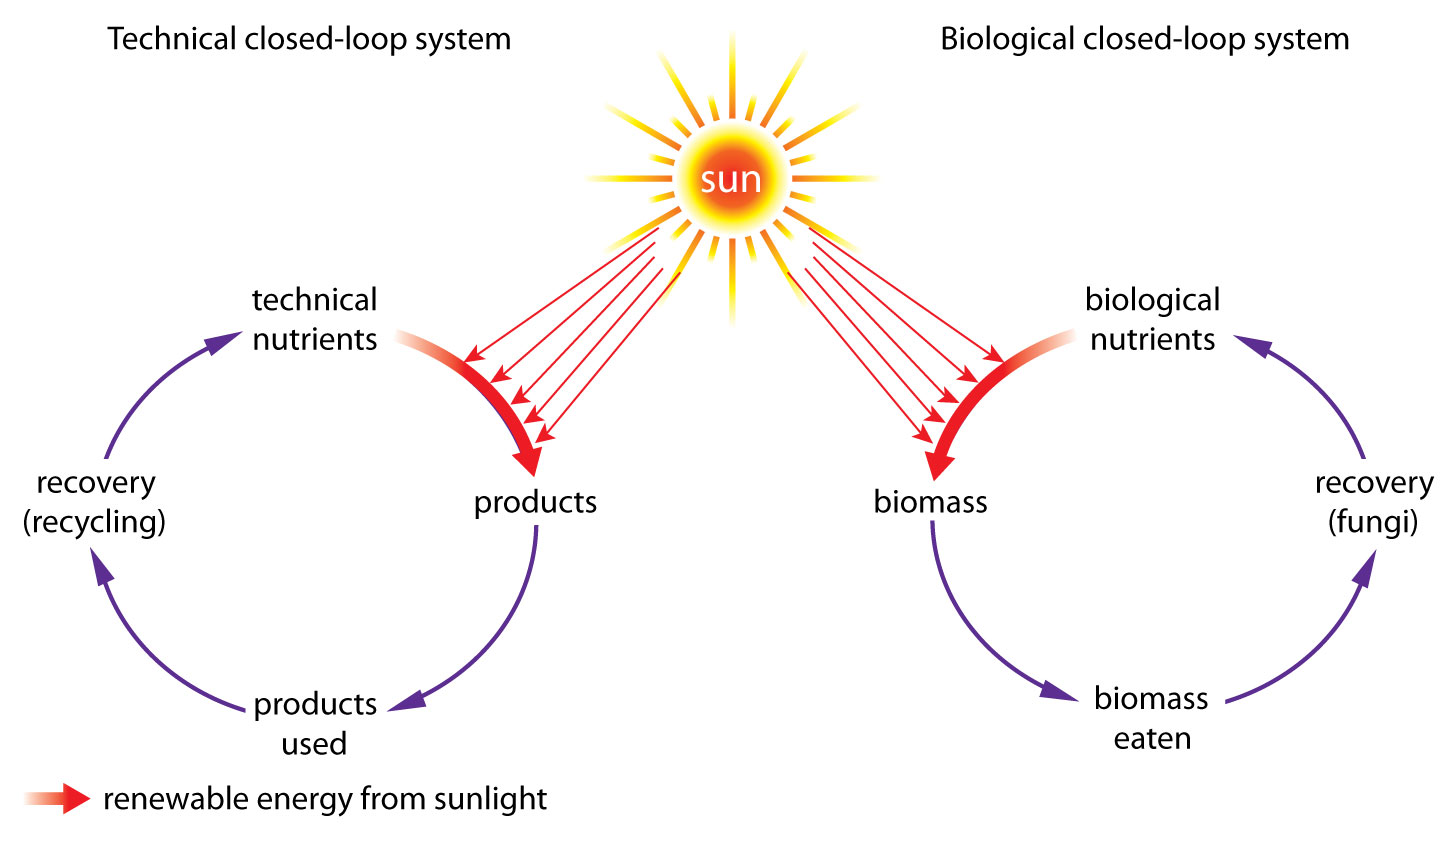 Technical closed-loop system
Biological closed-loop system
sun
technical
nutrients
biological
nutrients
recovery
(recycling)
products
biomass
recovery
(fungi)
products
used
biomass
eaten
renewable energy from sunlight